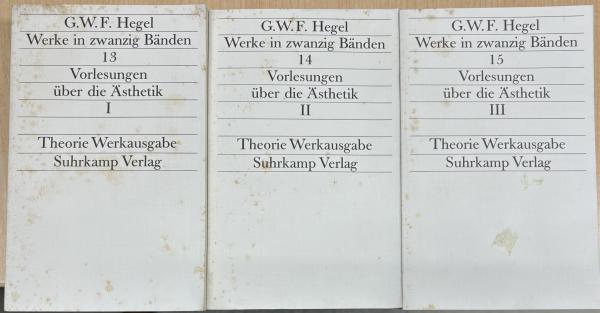 G.W.F. Hegel
Werke in zwanzig Bänden
13
Vorlesungen
über die Ästhetik
I
Theorie Werkausgabe
Suhrkamp Verlag
G.W.F. Hegel
Werke in zwanzig Bänden
14
Vorlesungen
über die Ästhetik
II
Theorie Werkausgabe
Suhrkamp Verlag
G.W.F. Hegel
Werke in zwanzig Bänden
15
Vorlesungen
über die Ästhetik
III
Theorie Werkausgabe
Suhrkamp Verlag